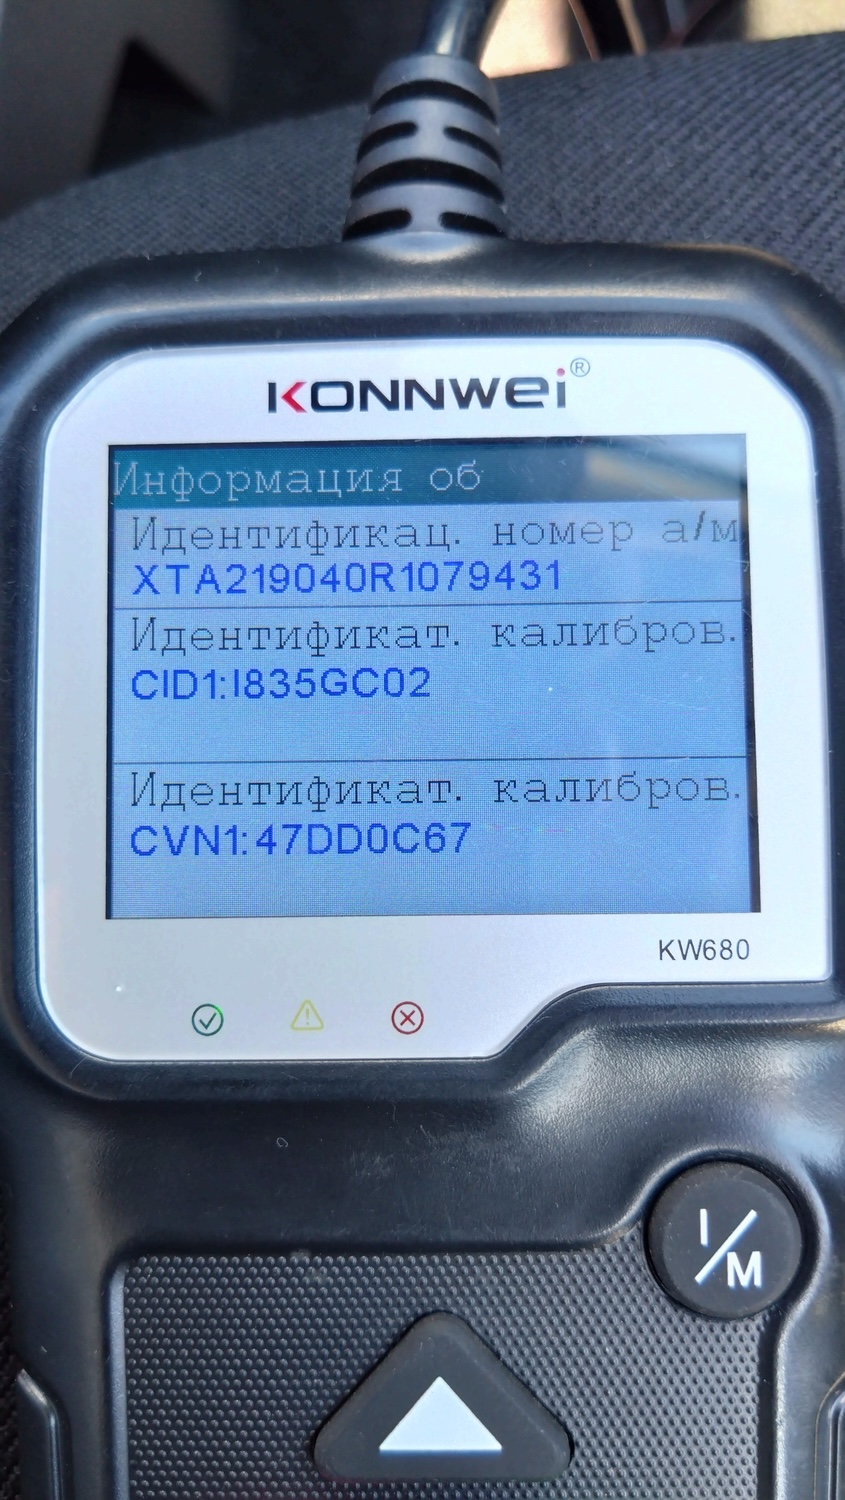 KONNWEI®
Информация об
Идентификац. номер а/м
XTA219040R1079431
Идентификат. калибров.
CID1:I835GC02
Идентификат. калибров.
CVN1:47DD0C67
KW680
I/M